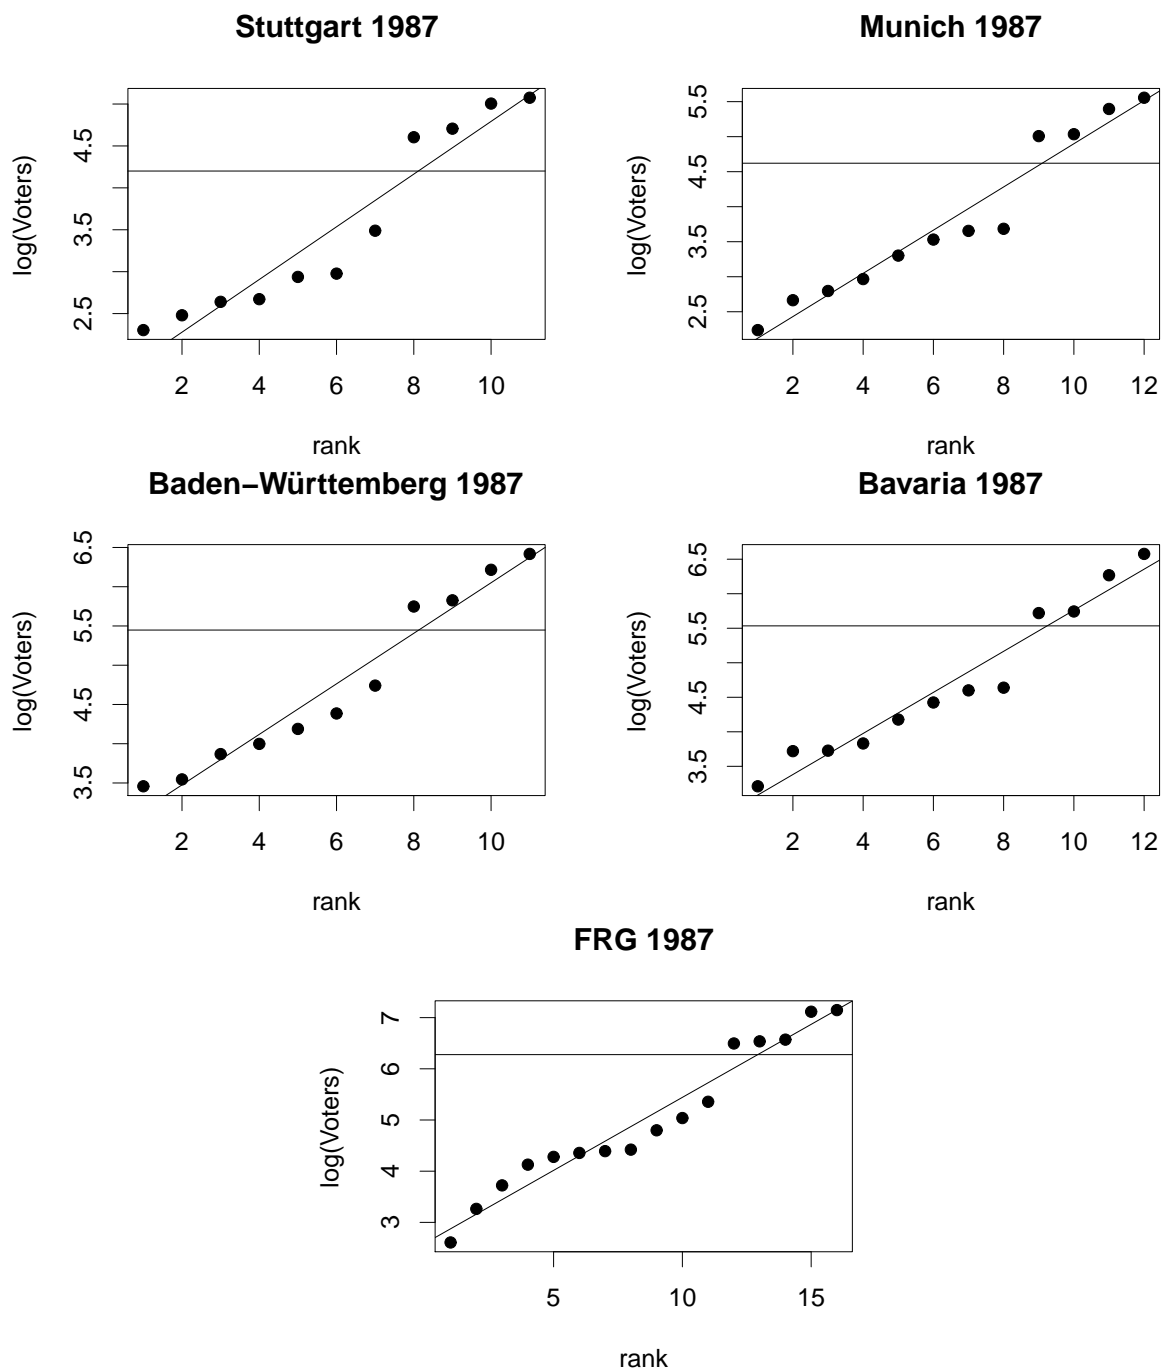 Stuttgart 1987
log(Voters)
2.5 3.5 4.5
2 4 6 8 10
rank
Munich 1987
log(Voters)
2.5 3.5 4.5 5.5
2 4 6 8 10 12
rank
Baden−Württemberg 1987
log(Voters)
3.5 4.5 5.5 6.5
2 4 6 8 10
rank
Bavaria 1987
log(Voters)
3.5 4.5 5.5 6.5
2 4 6 8 10 12
rank
FRG 1987
log(Voters)
3 4 5 6 7
5 10 15
rank